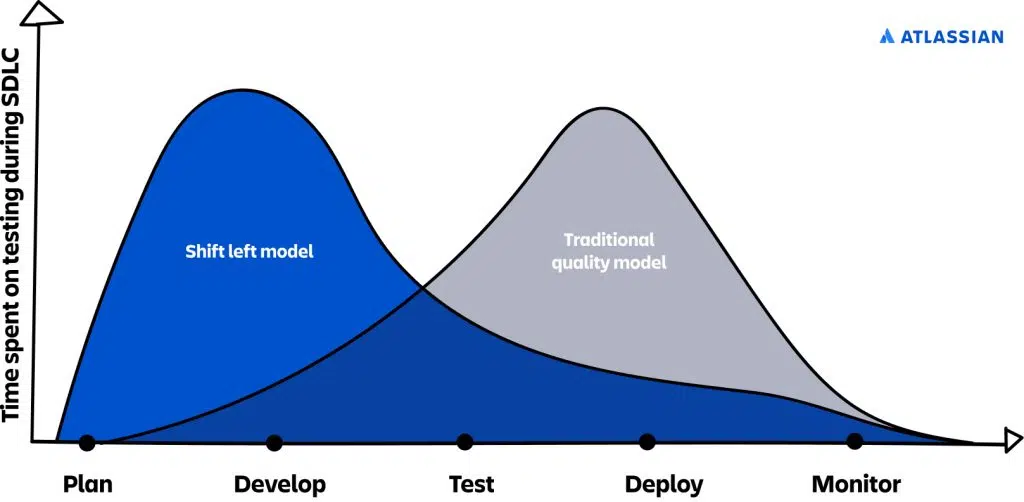 ATLASSIAN
Time spent on testing during SDLC
Shift left model
Traditional
quality model
Plan
Develop
Test
Deploy
Monitor